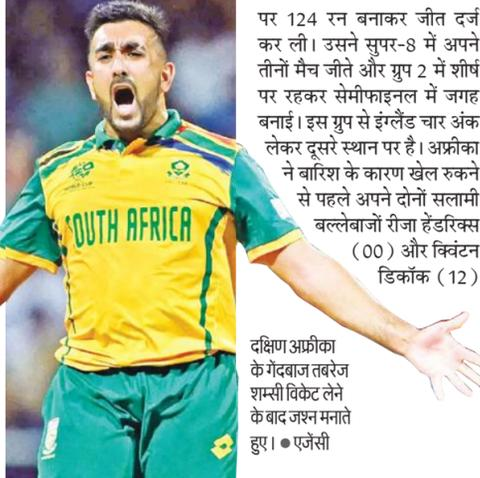 पर 124 रन बनाकर जीत दर्ज
कर ली। उसने सुपर-8 में अपने
तीनों मैच जीते और ग्रुप 2 में शीर्ष
पर रहकर सेमीफाइनल में जगह
बनाई। इस ग्रुप से इंग्लैंड चार अंक
लेकर दूसरे स्थान पर है। अफ्रीका
ने बारिश के कारण खेल रुकने
से पहले अपने दोनों सलामी
बल्लेबाजों रीजा हेंडरिक्स
(00) और क्विंटन
डिकॉक (12)
WORLD CUP
SOUTH AFRICA
दक्षिण अफ्रीका
के गेंदबाज तबरेज
शम्सी विकेट लेने
के बाद जश्न मनाते
हुए। ● एजेंसी